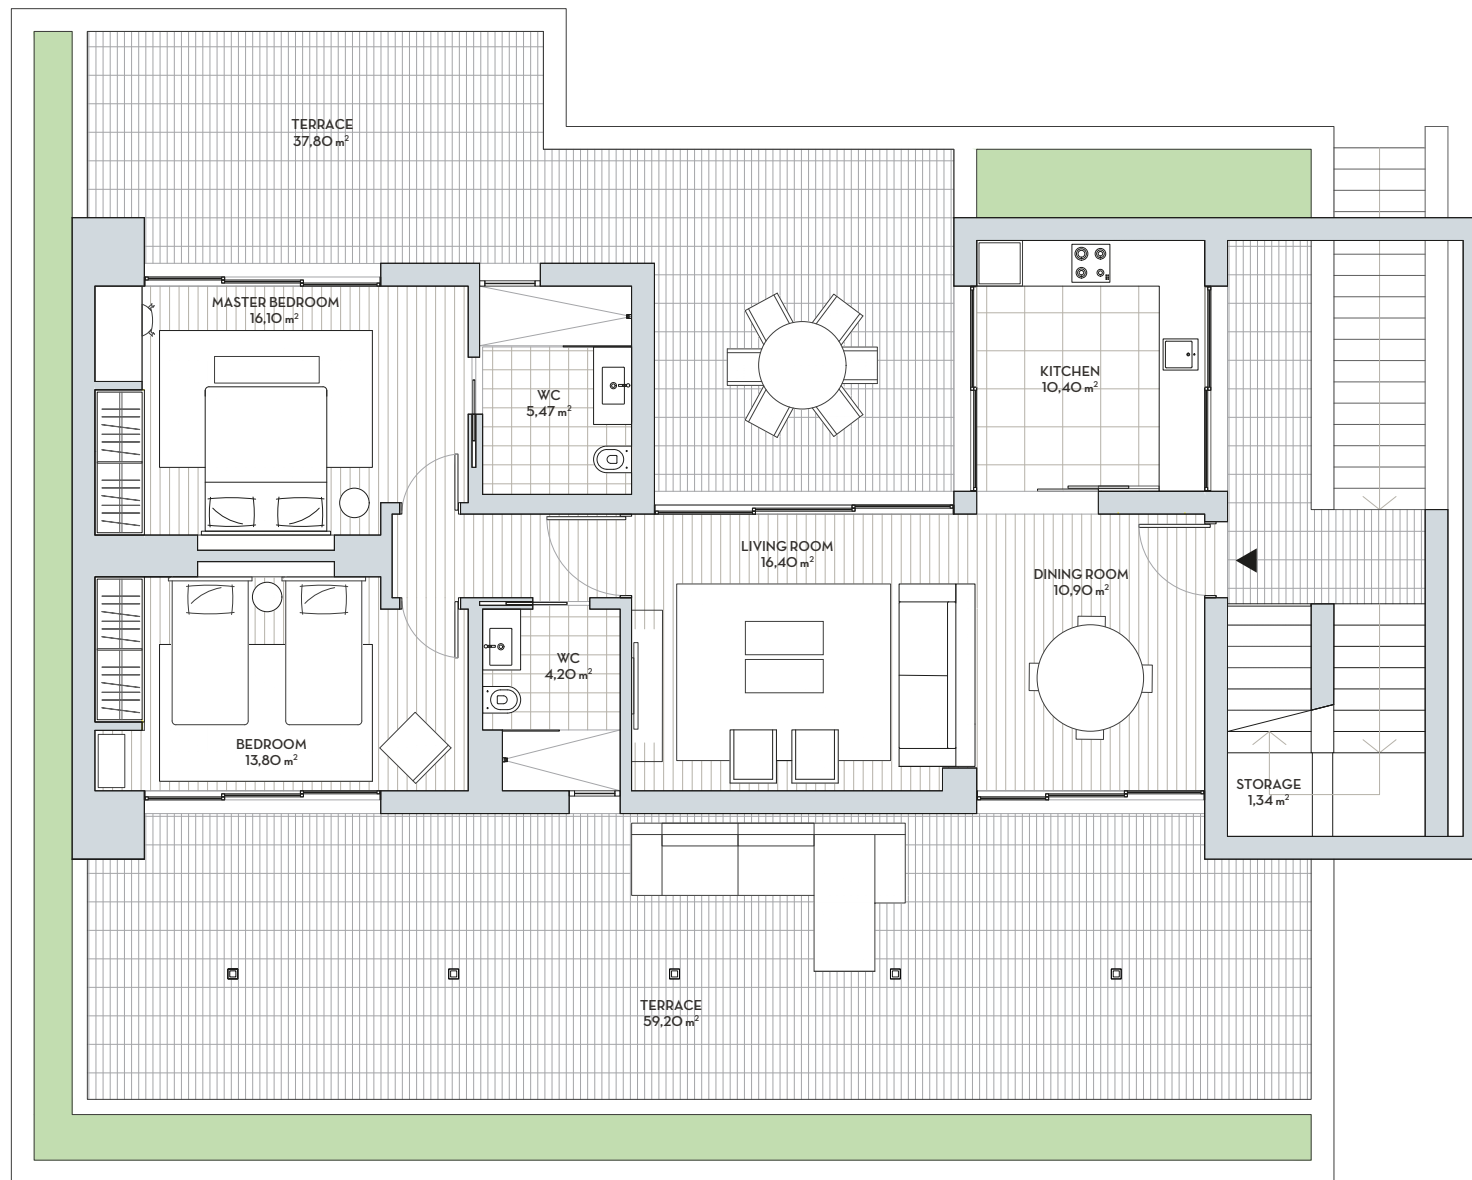 TERRACE
37,80 m²
MASTER BEDROOM
16,10 m²
WC
5,47 m²
KITCHEN
10,40 m²
LIVING ROOM
16,40 m²
DINING ROOM
10,90 m²
WC
4,20 m²
BEDROOM
13,80 m²
STORAGE
1,34 m²
TERRACE
59,20 m²